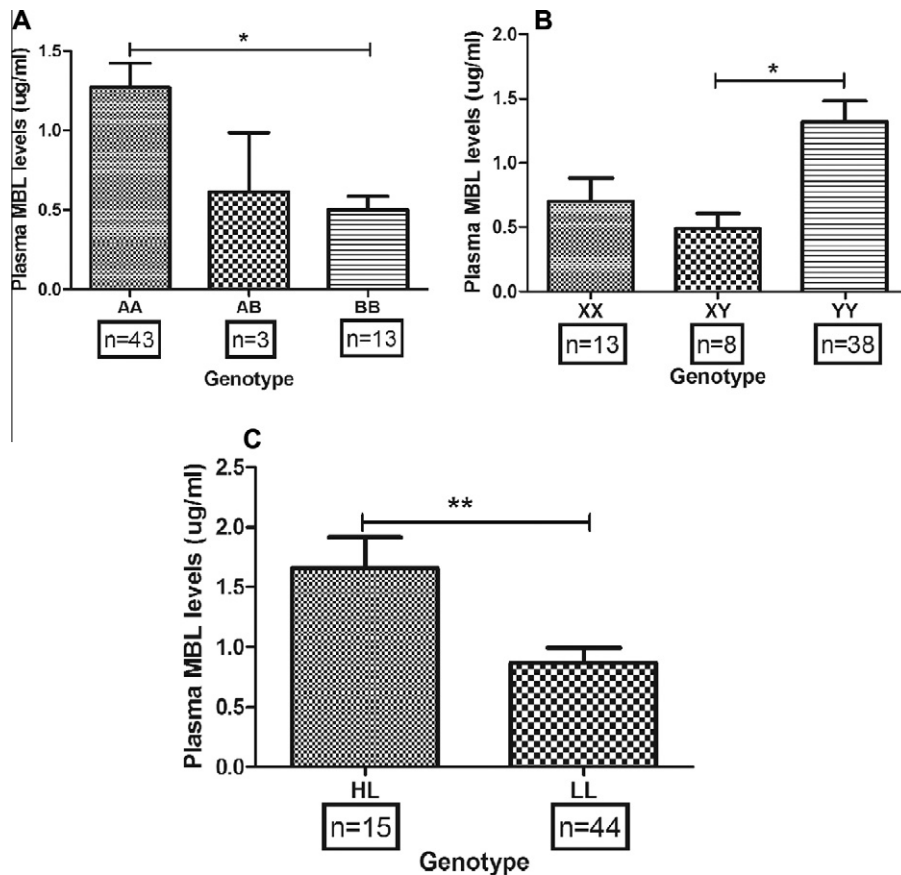 A
Plasma MBL levels (ug/ml)
1.5
1.0
0.5
0.0
*
AA
AB
BB
n=43
n=3
n=13
Genotype
B
Plasma MBL levels (ug/ml)
2.0
1.5
1.0
0.5
0.0
*
XX
XY
YY
n=13
n=8
n=38
Genotype
C
Plasma MBL levels (ug/ml)
2.5
2.0
1.5
1.0
0.5
0.0
**
HL
LL
n=15
n=44
Genotype